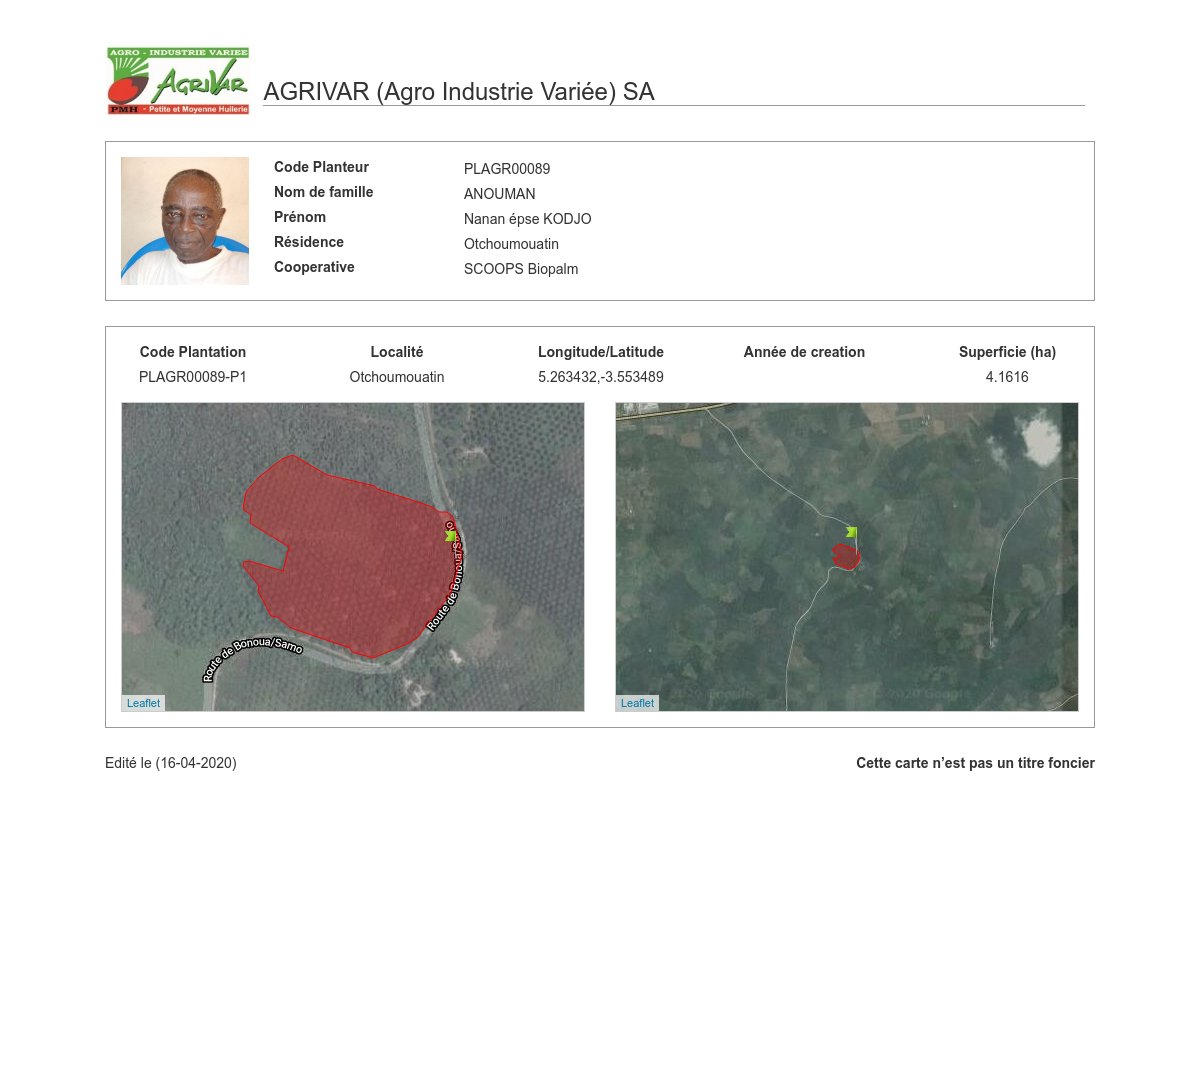 AGRO - INDUSTRIE VARIEE
AGRIVAR
PMH - Petite et Moyenne Huilerie
AGRIVAR (Agro Industrie Variée) SA
Code Planteur PLAGR00089
Nom de famille ANOUMAN
Prénom Nanan épse KODJO
Résidence Otchoumouatin
Cooperative SCOOPS Biopalm
Code Plantation Localité Longitude/Latitude Année de creation Superficie (ha)
PLAGR00089-P1 Otchoumouatin 5.263432,-3.553489 4.1616
Route de Bonoua/Samo
Route de Bonoua/Samo
Leaflet
© 2020 Google
© 2020 Google
Leaflet
Edité le (16-04-2020)
Cette carte n’est pas un titre foncier